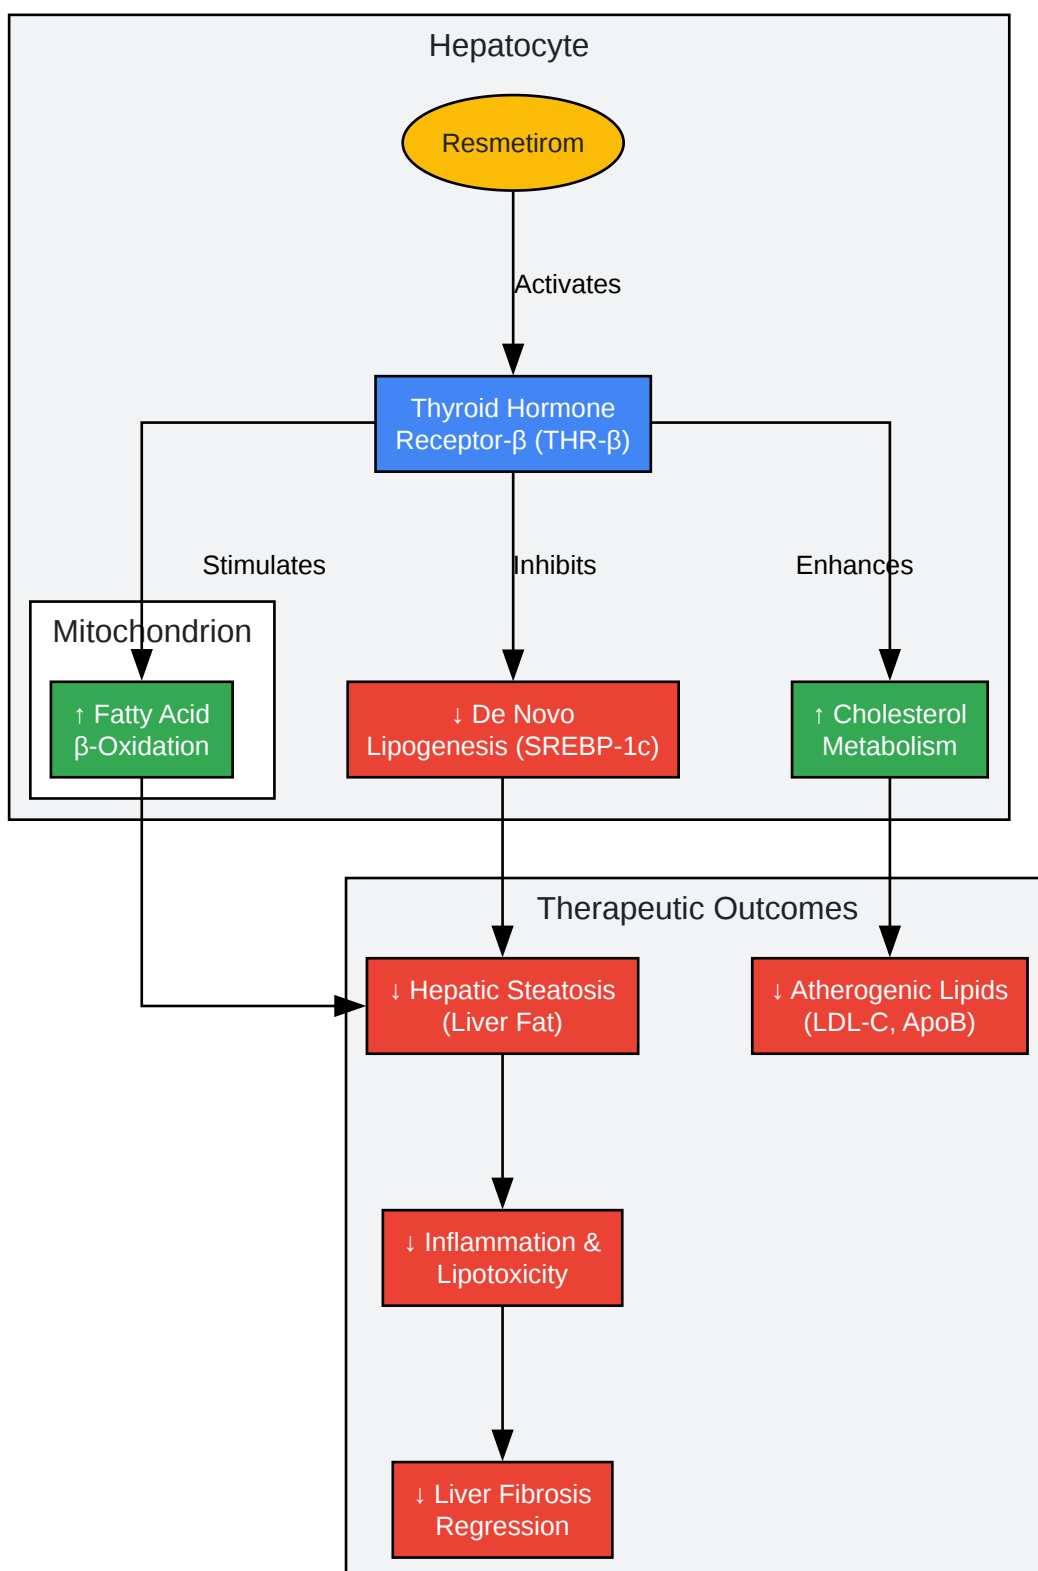 Hepatocyte
Resmetirom
Activates
Thyroid Hormone
Receptor-β (THR-β)
Stimulates
Inhibits
Enhances
Mitochondrion
↑ Fatty Acid
β-Oxidation
↓ De Novo
Lipogenesis (SREBP-1c)
↑ Cholesterol
Metabolism
Therapeutic Outcomes
↓ Hepatic Steatosis
(Liver Fat)
↓ Atherogenic Lipids
(LDL-C, ApoB)
↓ Inflammation &
Lipotoxicity
↓ Liver Fibrosis
Regression